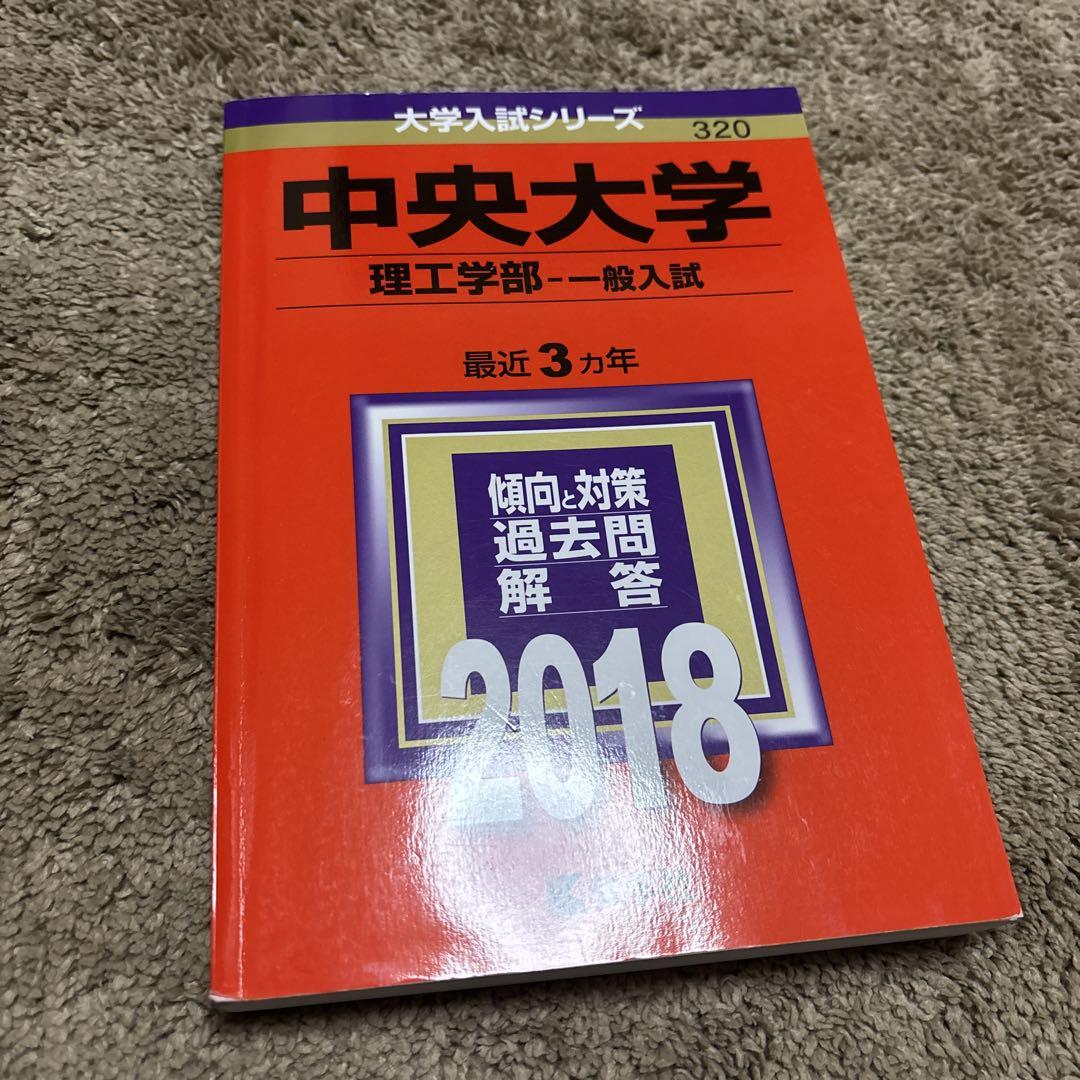 大学入試シリーズ
320
中央大学
理工学部-一般入試
最近3カ年
傾向と対策
過去問
解答
2018